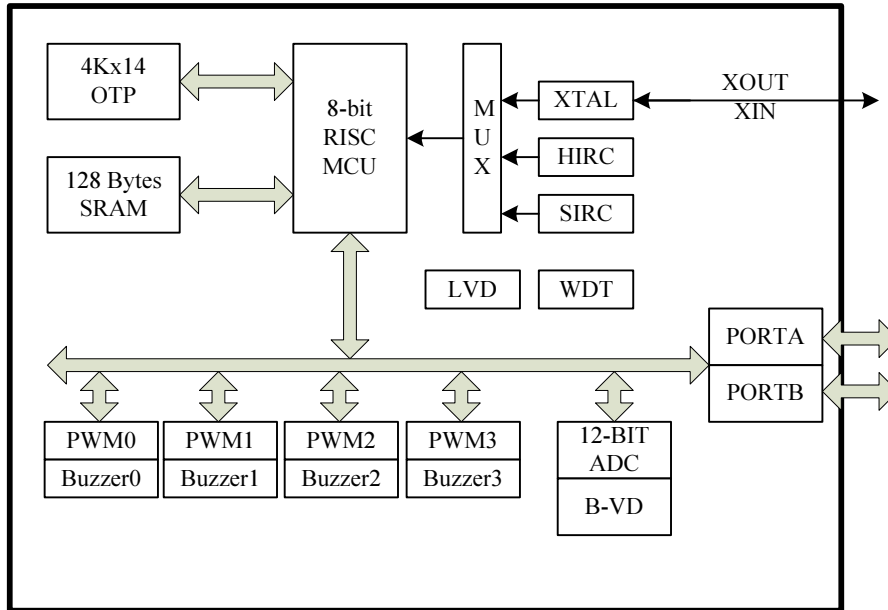 4Kx14
OTP
8-bit
RISC
MCU
M
U
X
XTAL
XOUT
XIN
HIRC
128 Bytes
SRAM
SIRC
LVD
WDT
PORTA
PORTB
PWM0
PWM1
PWM2
PWM3
12-BIT
ADC
Buzzer0
Buzzer1
Buzzer2
Buzzer3
B-VD